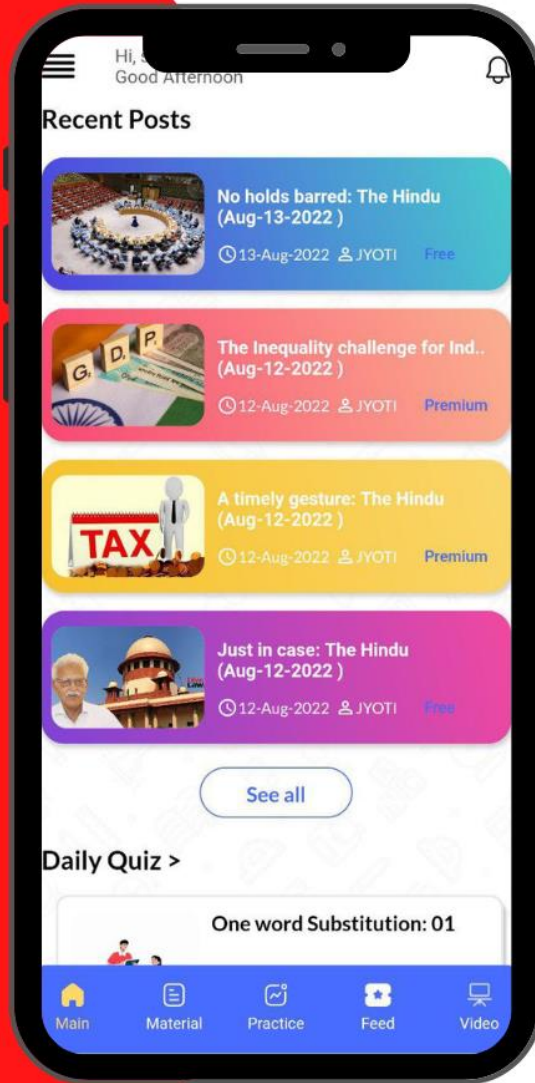 Hi,
Good Afternoon
Recent Posts
No holds barred: The Hindu
(Aug-13-2022 )
13-Aug-2022 JYOTI Free
G D P
The Inequality challenge for Ind..
(Aug-12-2022 )
12-Aug-2022 JYOTI Premium
TAX
A timely gesture: The Hindu
(Aug-12-2022 )
12-Aug-2022 JYOTI Premium
Just in case: The Hindu
(Aug-12-2022 )
12-Aug-2022 JYOTI Free
See all
Daily Quiz >
One word Substitution: 01
Main Material Practice Feed Video